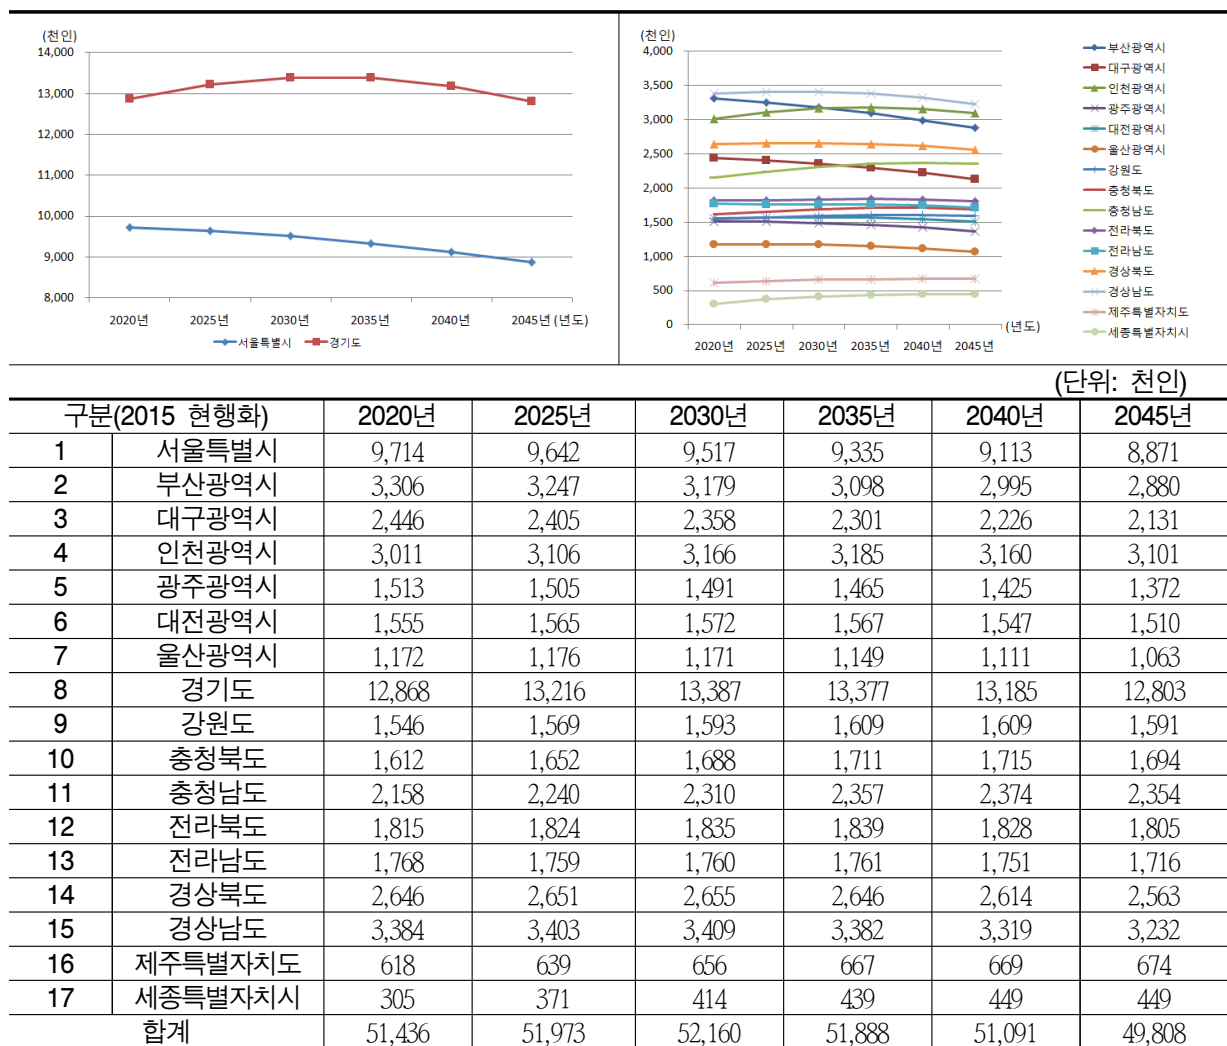 (천인)
14,000
13,000
12,000
11,000
10,000
9,000
8,000
2020년 2025년 2030년 2035년 2040년 2045년 (년도)
서울특별시 경기도
(천인)
4,000
3,500
3,000
2,500
2,000
1,500
1,000
500
0
2020년 2025년 2030년 2035년 2040년 2045년
(년도)
부산광역시
대구광역시
인천광역시
광주광역시
대전광역시
울산광역시
강원도
충청북도
충청남도
전라북도
전라남도
경상북도
경상남도
제주특별자치도
세종특별자치시
(단위: 천인)
구분(2015 현행화) 2020년 2025년 2030년 2035년 2040년 2045년
1 서울특별시 9,714 9,642 9,517 9,335 9,113 8,871
2 부산광역시 3,306 3,247 3,179 3,098 2,995 2,880
3 대구광역시 2,446 2,405 2,358 2,301 2,226 2,131
4 인천광역시 3,011 3,106 3,166 3,185 3,160 3,101
5 광주광역시 1,513 1,505 1,491 1,465 1,425 1,372
6 대전광역시 1,555 1,565 1,572 1,567 1,547 1,510
7 울산광역시 1,172 1,176 1,171 1,149 1,111 1,063
8 경기도 12,868 13,216 13,387 13,377 13,185 12,803
9 강원도 1,546 1,569 1,593 1,609 1,609 1,591
10 충청북도 1,612 1,652 1,688 1,711 1,715 1,694
11 충청남도 2,158 2,240 2,310 2,357 2,374 2,354
12 전라북도 1,815 1,824 1,835 1,839 1,828 1,805
13 전라남도 1,768 1,759 1,760 1,761 1,751 1,716
14 경상북도 2,646 2,651 2,655 2,646 2,614 2,563
15 경상남도 3,384 3,403 3,409 3,382 3,319 3,232
16 제주특별자치도 618 639 656 667 669 674
17 세종특별자치시 305 371 414 439 449 449
합계 51,436 51,973 52,160 51,888 51,091 49,808